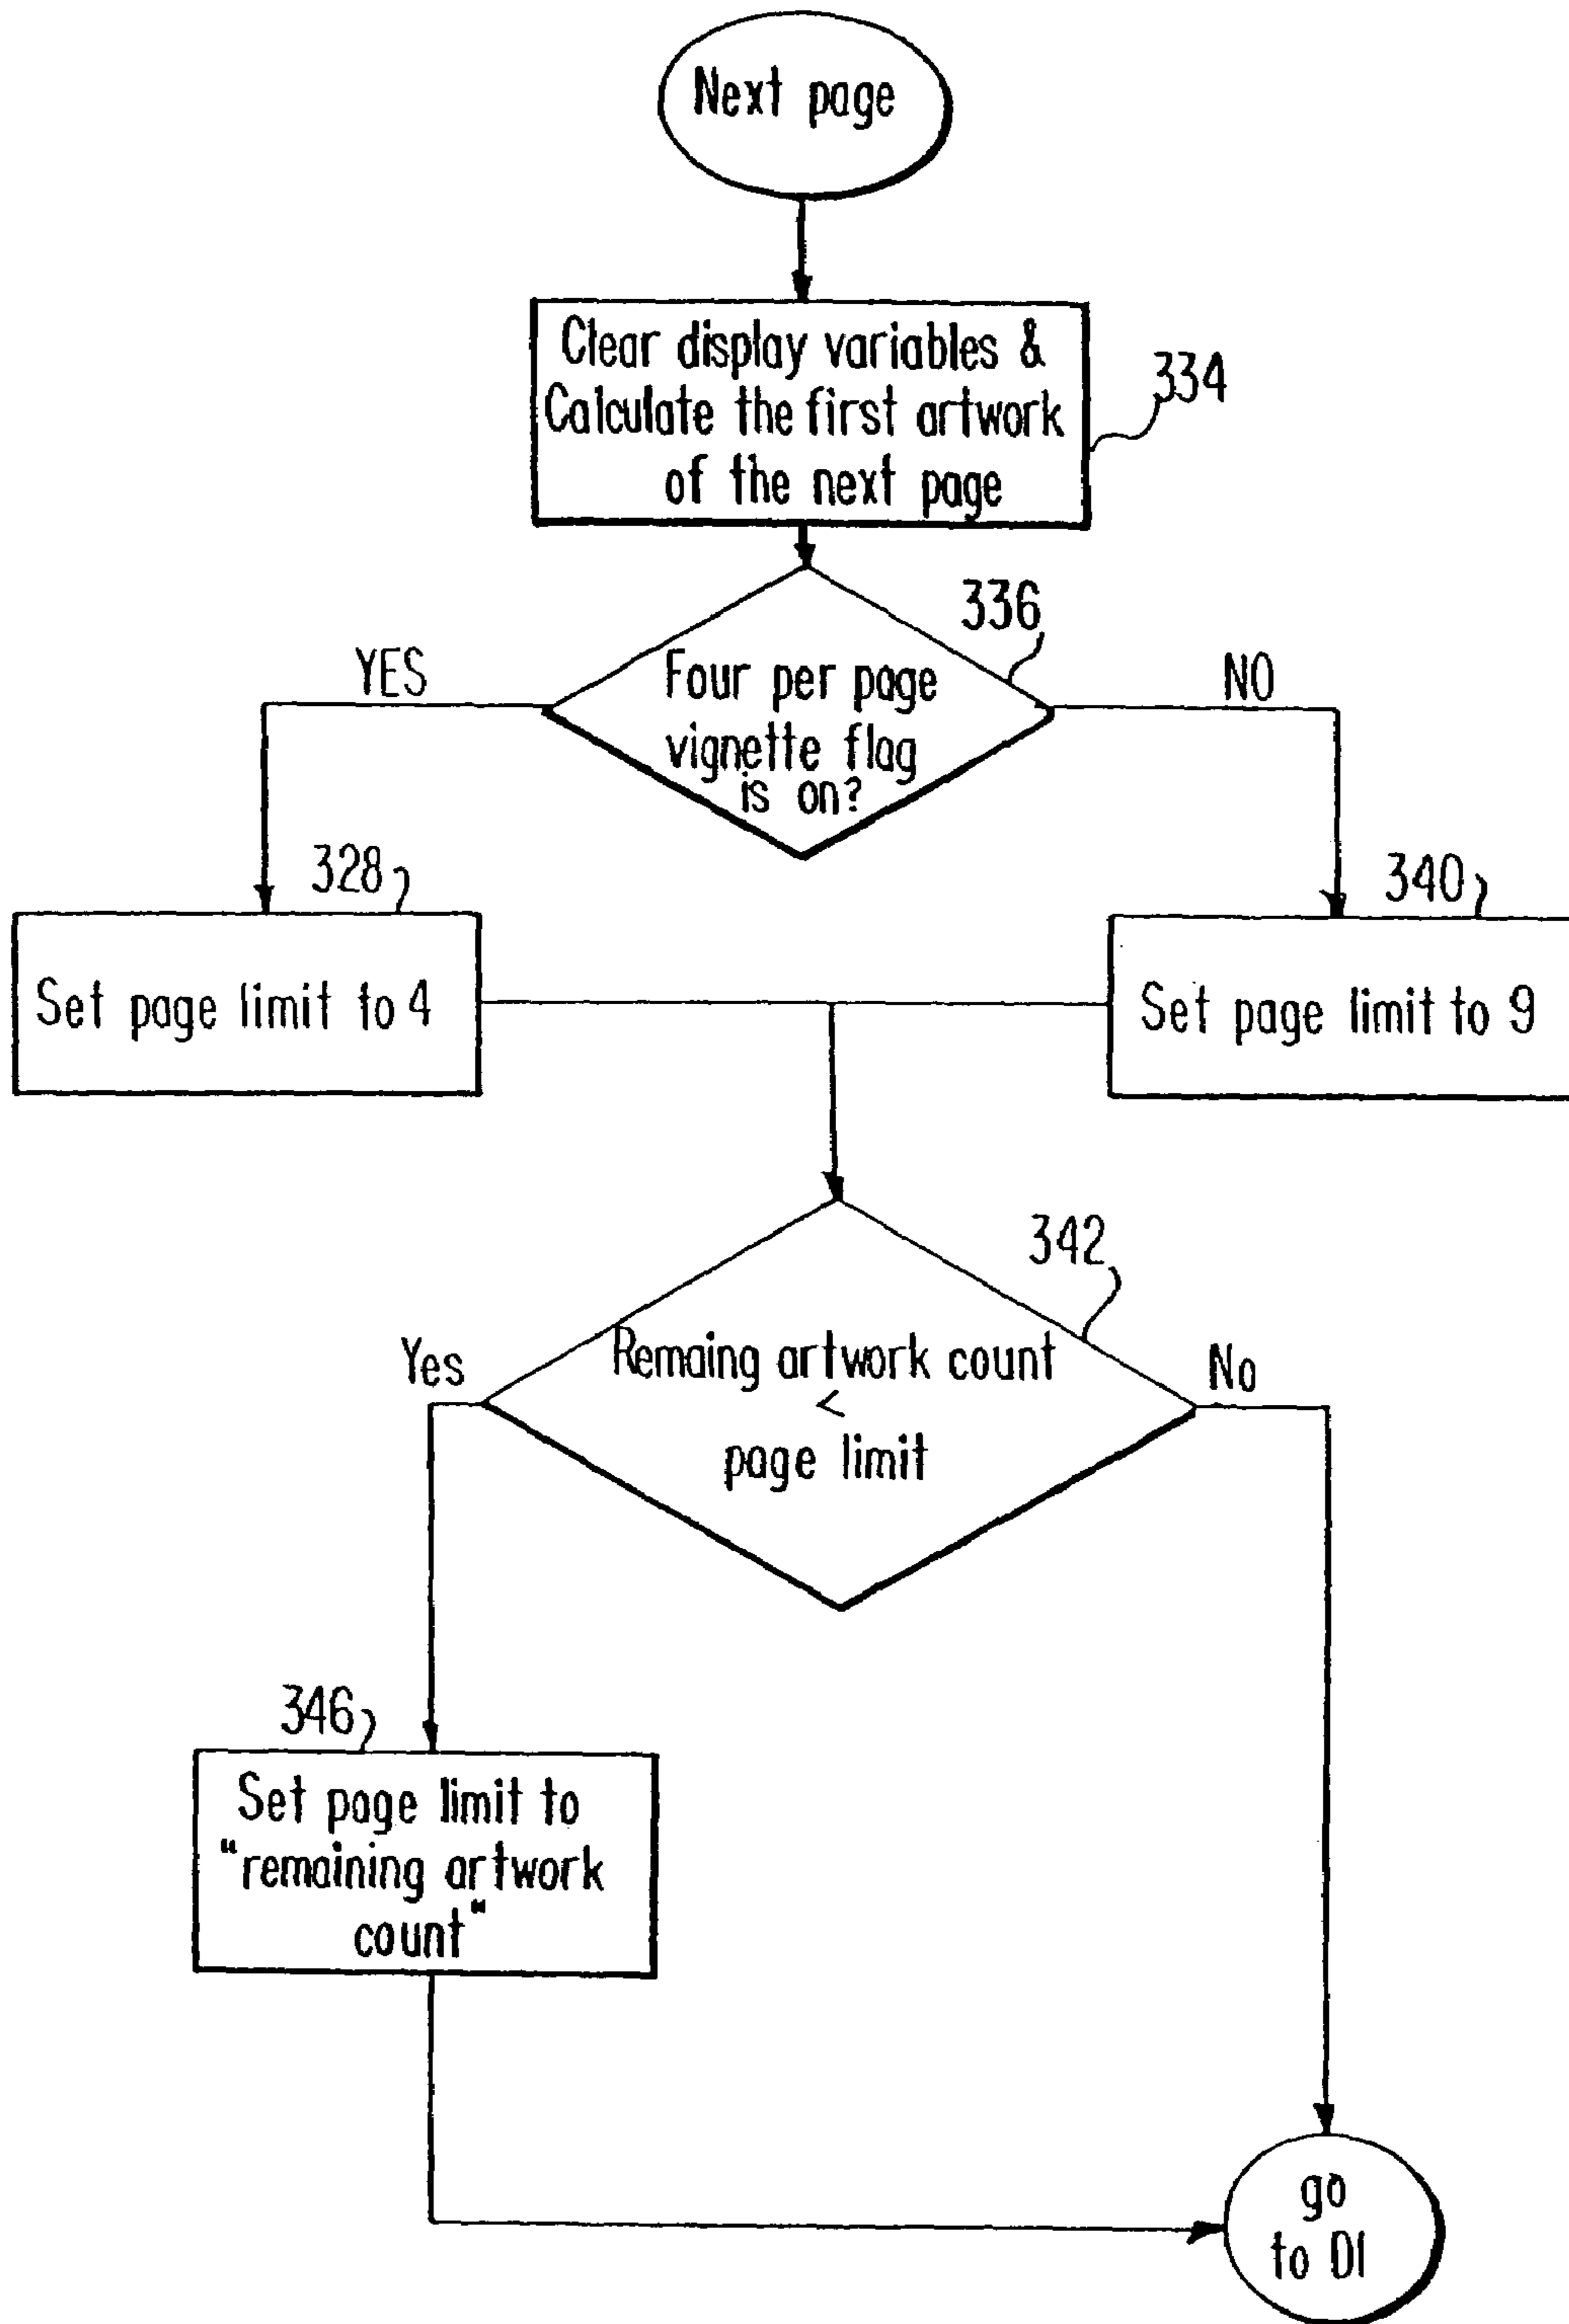 Next page
Clear display variables &
Calculate the first artwork
of the next page
334
336
YES
Four per page
vignette flag
is on?
NO
328
340
Set page limit to 4
Set page limit to 9
342
Yes
Remaing artwork count
<
page limit
No
346
Set page limit to
"remaining artwork
count"
go
to D1